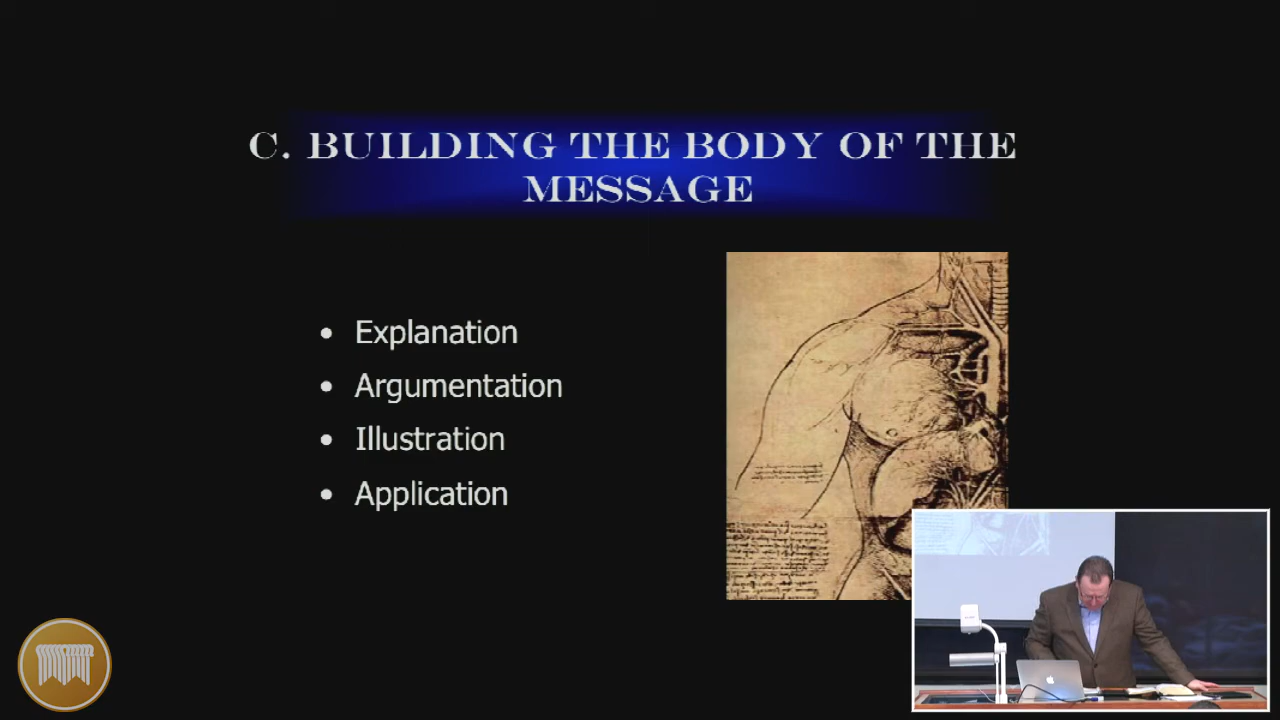 C. BUILDING THE BODY OF THE
MESSAGE
• Explanation
• Argumentation
• Illustration
• Application